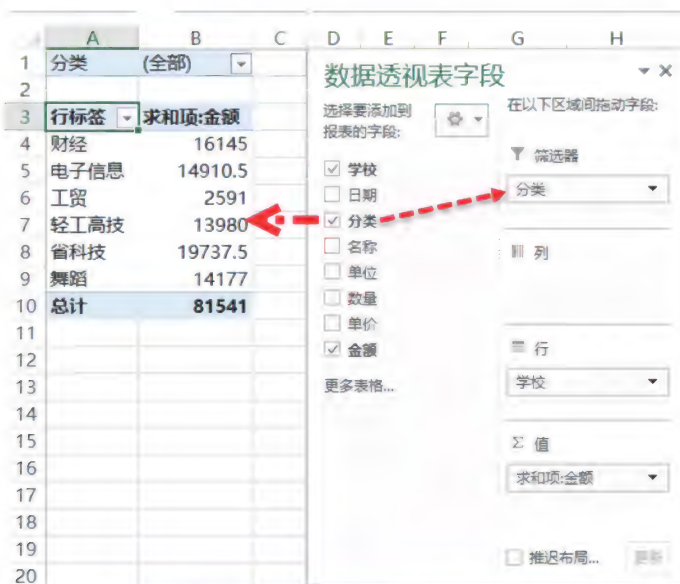 A B C D E F G H
1 分类 (全部)
2
3 行标签 求和项:金额
4 财经 16145
5 电子信息 14910.5
6 工贸 2591
7 轻工高技 13980
8 省科技 19737.5
9 舞蹈 14177
10 总计 81541
11
12
13
14
15
16
17
18
19
20
数据透视表字段
选择要添加到
报表的字段:
学校
日期
分类
名称
单位
数量
单价
金额
更多表格...
在以下区域间拖动字段:
筛选器
分类
列
行
学校
Σ 值
求和项:金额
推迟布局... 更新